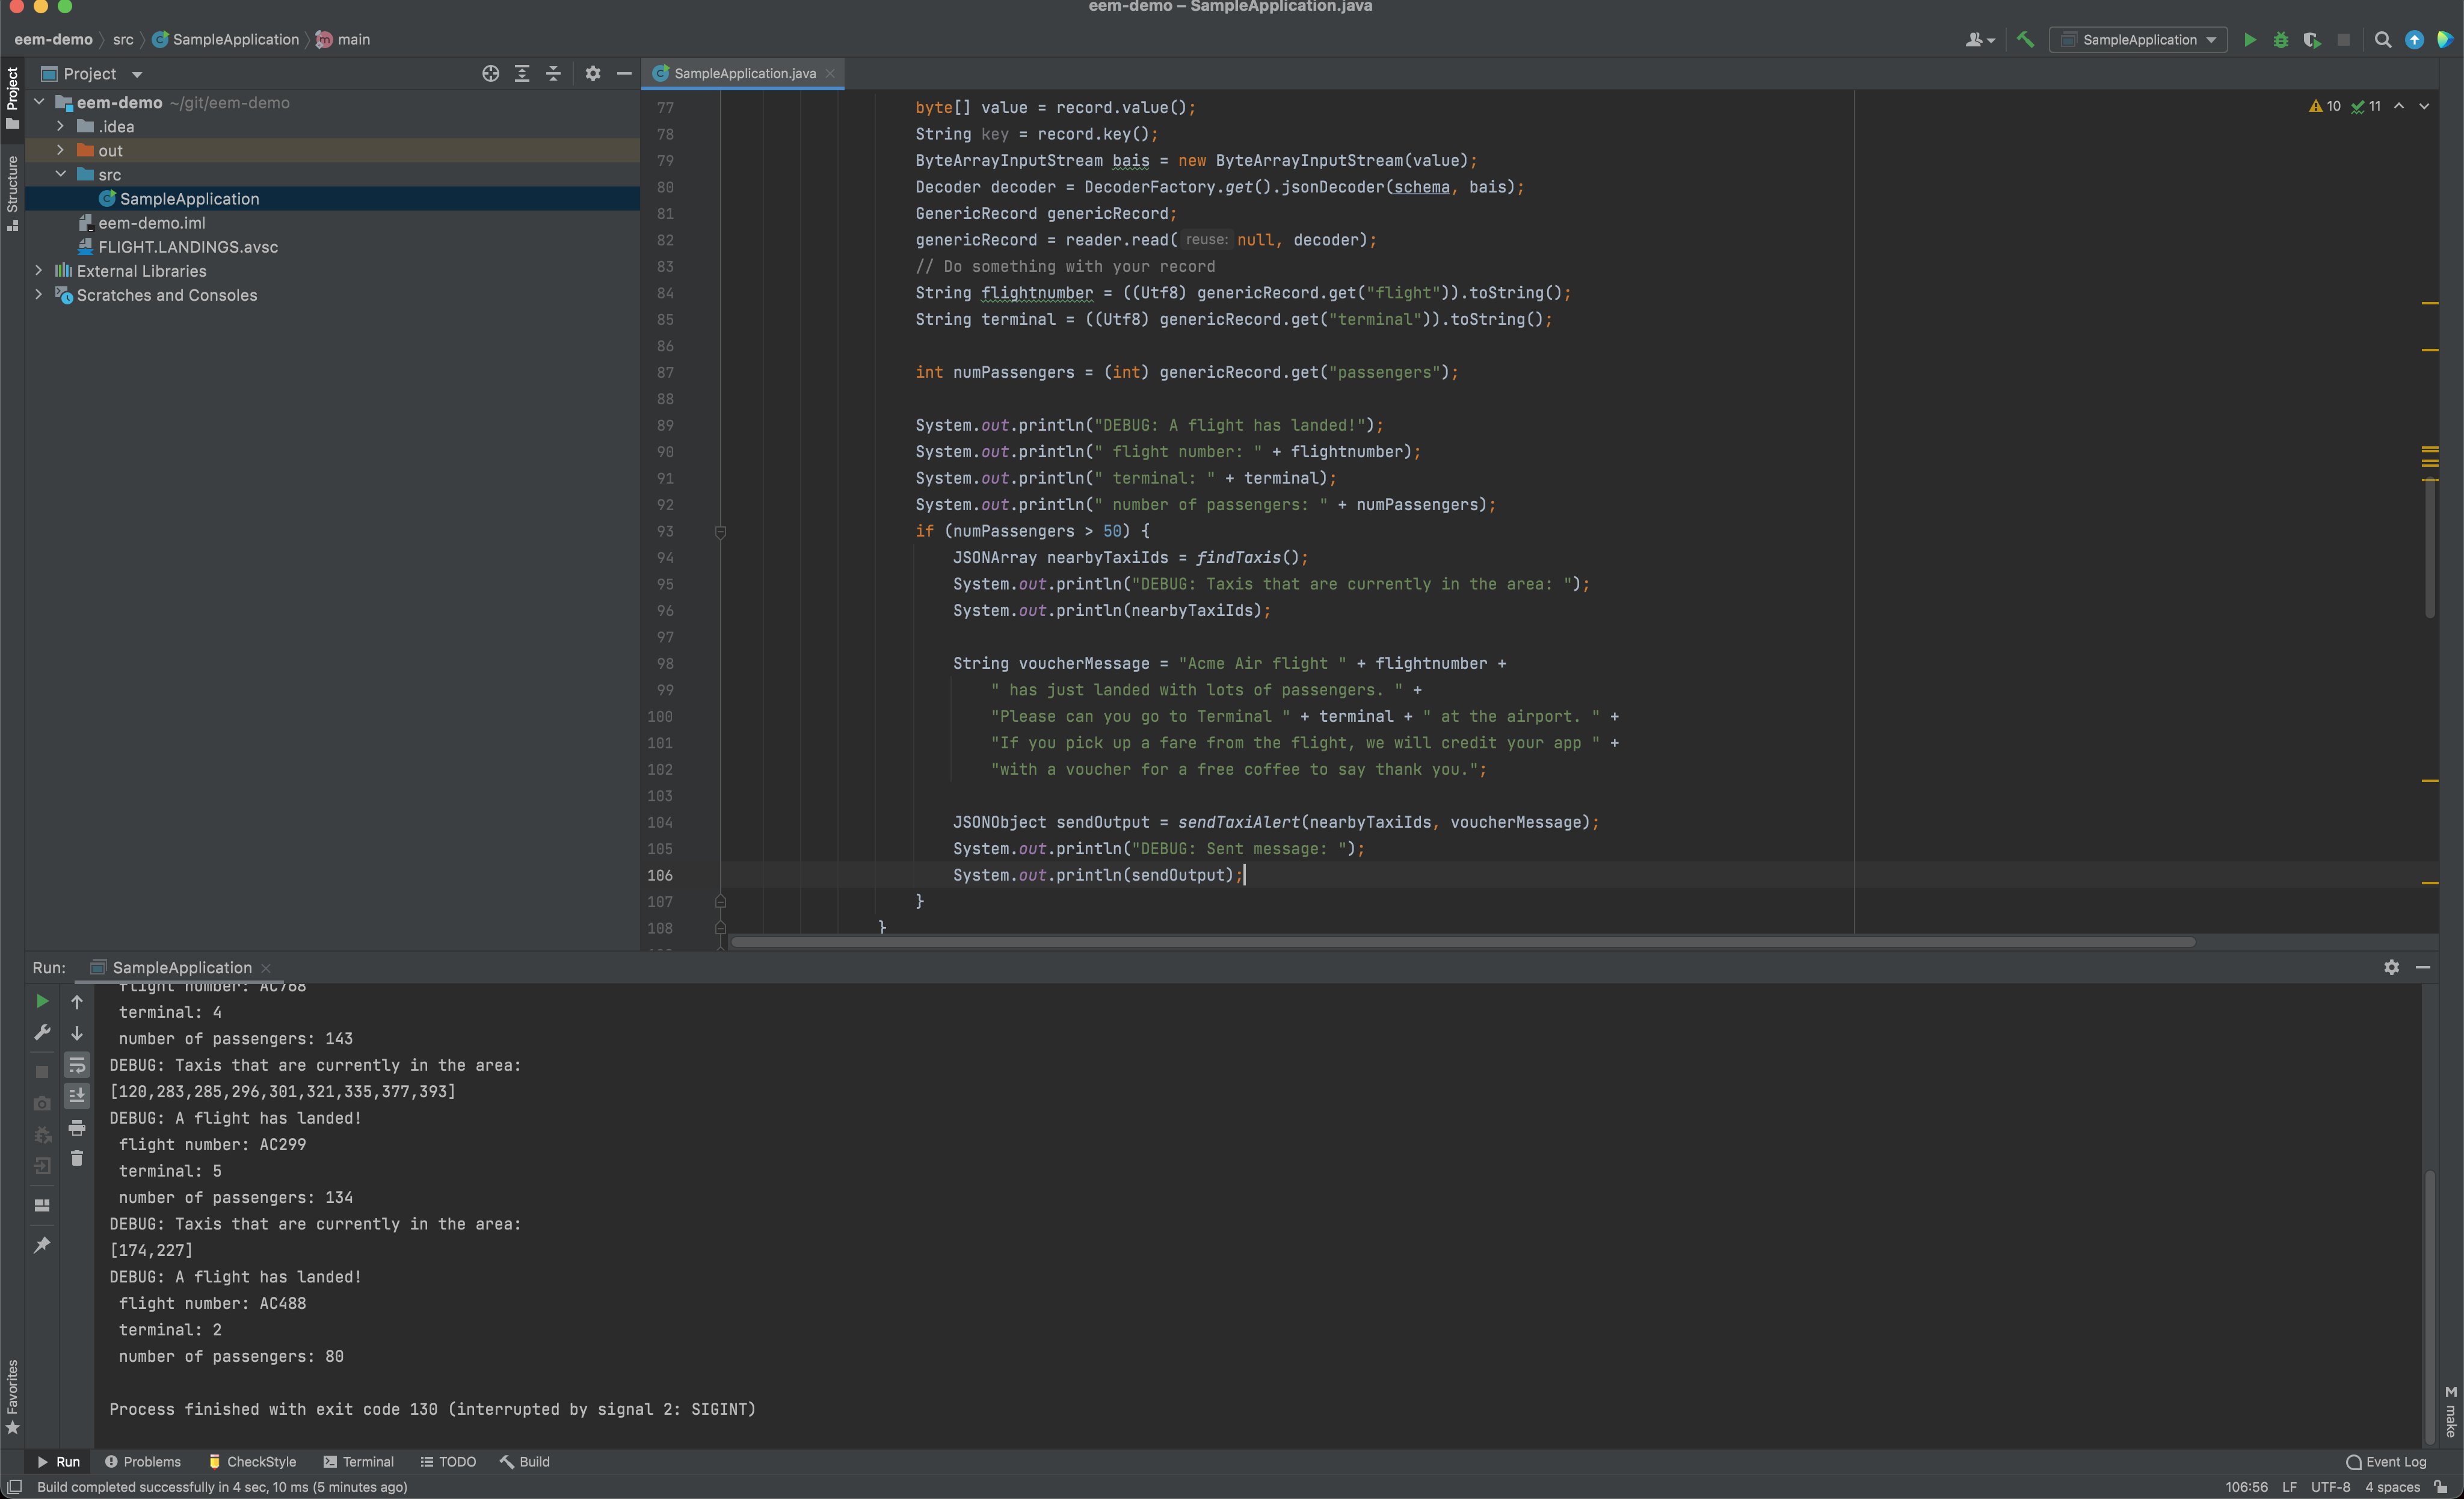 eem-demo – SampleApplication.java
eem-demo src SampleApplication main
SampleApplication
Project
SampleApplication.java
Project
Structure
Favorites
eem-demo ~/git/eem-demo
.idea
out
src
SampleApplication
eem-demo.iml
FLIGHT.LANDINGS.avsc
External Libraries
Scratches and Consoles
10 11
77 byte[] value = record.value();
78 String key = record.key();
79 ByteArrayInputStream bais = new ByteArrayInputStream(value);
80 Decoder decoder = DecoderFactory.get().jsonDecoder(schema, bais);
81 GenericRecord genericRecord;
82 genericRecord = reader.read( reuse: null, decoder);
83 // Do something with your record
84 String flightnumber = ((Utf8) genericRecord.get("flight")).toString();
85 String terminal = ((Utf8) genericRecord.get("terminal")).toString();
86
87 int numPassengers = (int) genericRecord.get("passengers");
88
89 System.out.println("DEBUG: A flight has landed!");
90 System.out.println(" flight number: " + flightnumber);
91 System.out.println(" terminal: " + terminal);
92 System.out.println(" number of passengers: " + numPassengers);
93 if (numPassengers > 50) {
94 JSONArray nearbyTaxiIds = findTaxis();
95 System.out.println("DEBUG: Taxis that are currently in the area: ");
96 System.out.println(nearbyTaxiIds);
97
98 String voucherMessage = "Acme Air flight " + flightnumber +
99 " has just landed with lots of passengers. " +
100 "Please can you go to Terminal " + terminal + " at the airport. " +
101 "If you pick up a fare from the flight, we will credit your app " +
102 "with a voucher for a free coffee to say thank you.";
103
104 JSONObject sendOutput = sendTaxiAlert(nearbyTaxiIds, voucherMessage);
105 System.out.println("DEBUG: Sent message: ");
106 System.out.println(sendOutput);
107 }
108 }
Run: SampleApplication
flight number: AC768
terminal: 4
number of passengers: 143
DEBUG: Taxis that are currently in the area:
[120,283,285,296,301,321,335,377,393]
DEBUG: A flight has landed!
flight number: AC299
terminal: 5
number of passengers: 134
DEBUG: Taxis that are currently in the area:
[174,227]
DEBUG: A flight has landed!
flight number: AC488
terminal: 2
number of passengers: 80
Process finished with exit code 130 (interrupted by signal 2: SIGINT)
M make
Run Problems CheckStyle Terminal TODO Build Event Log
Build completed successfully in 4 sec, 10 ms (5 minutes ago) 106:56 LF UTF-8 4 spaces